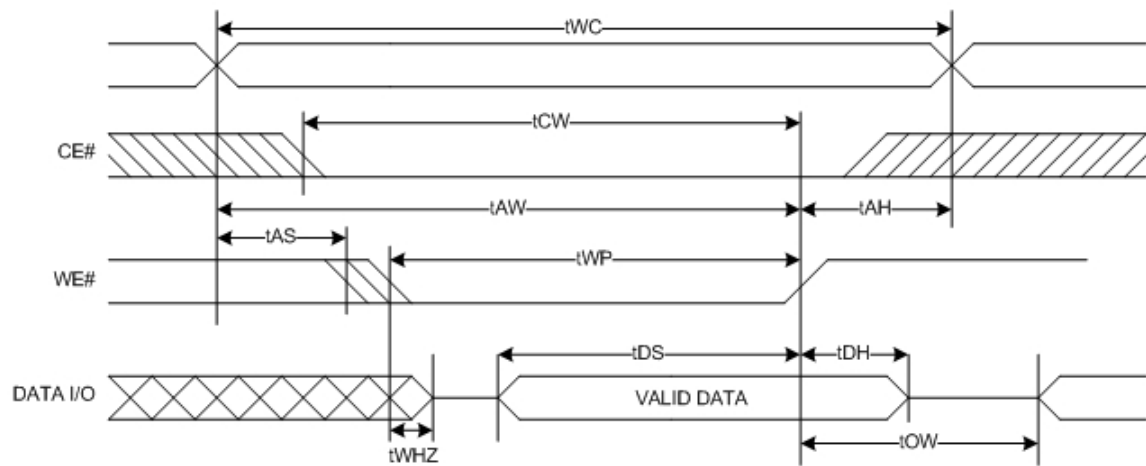 tWC
tCW
CE#
tAW
tAH
tAS
tWP
WE#
tDS
tDH
DATA I/O
VALID DATA
tWHZ
tOW